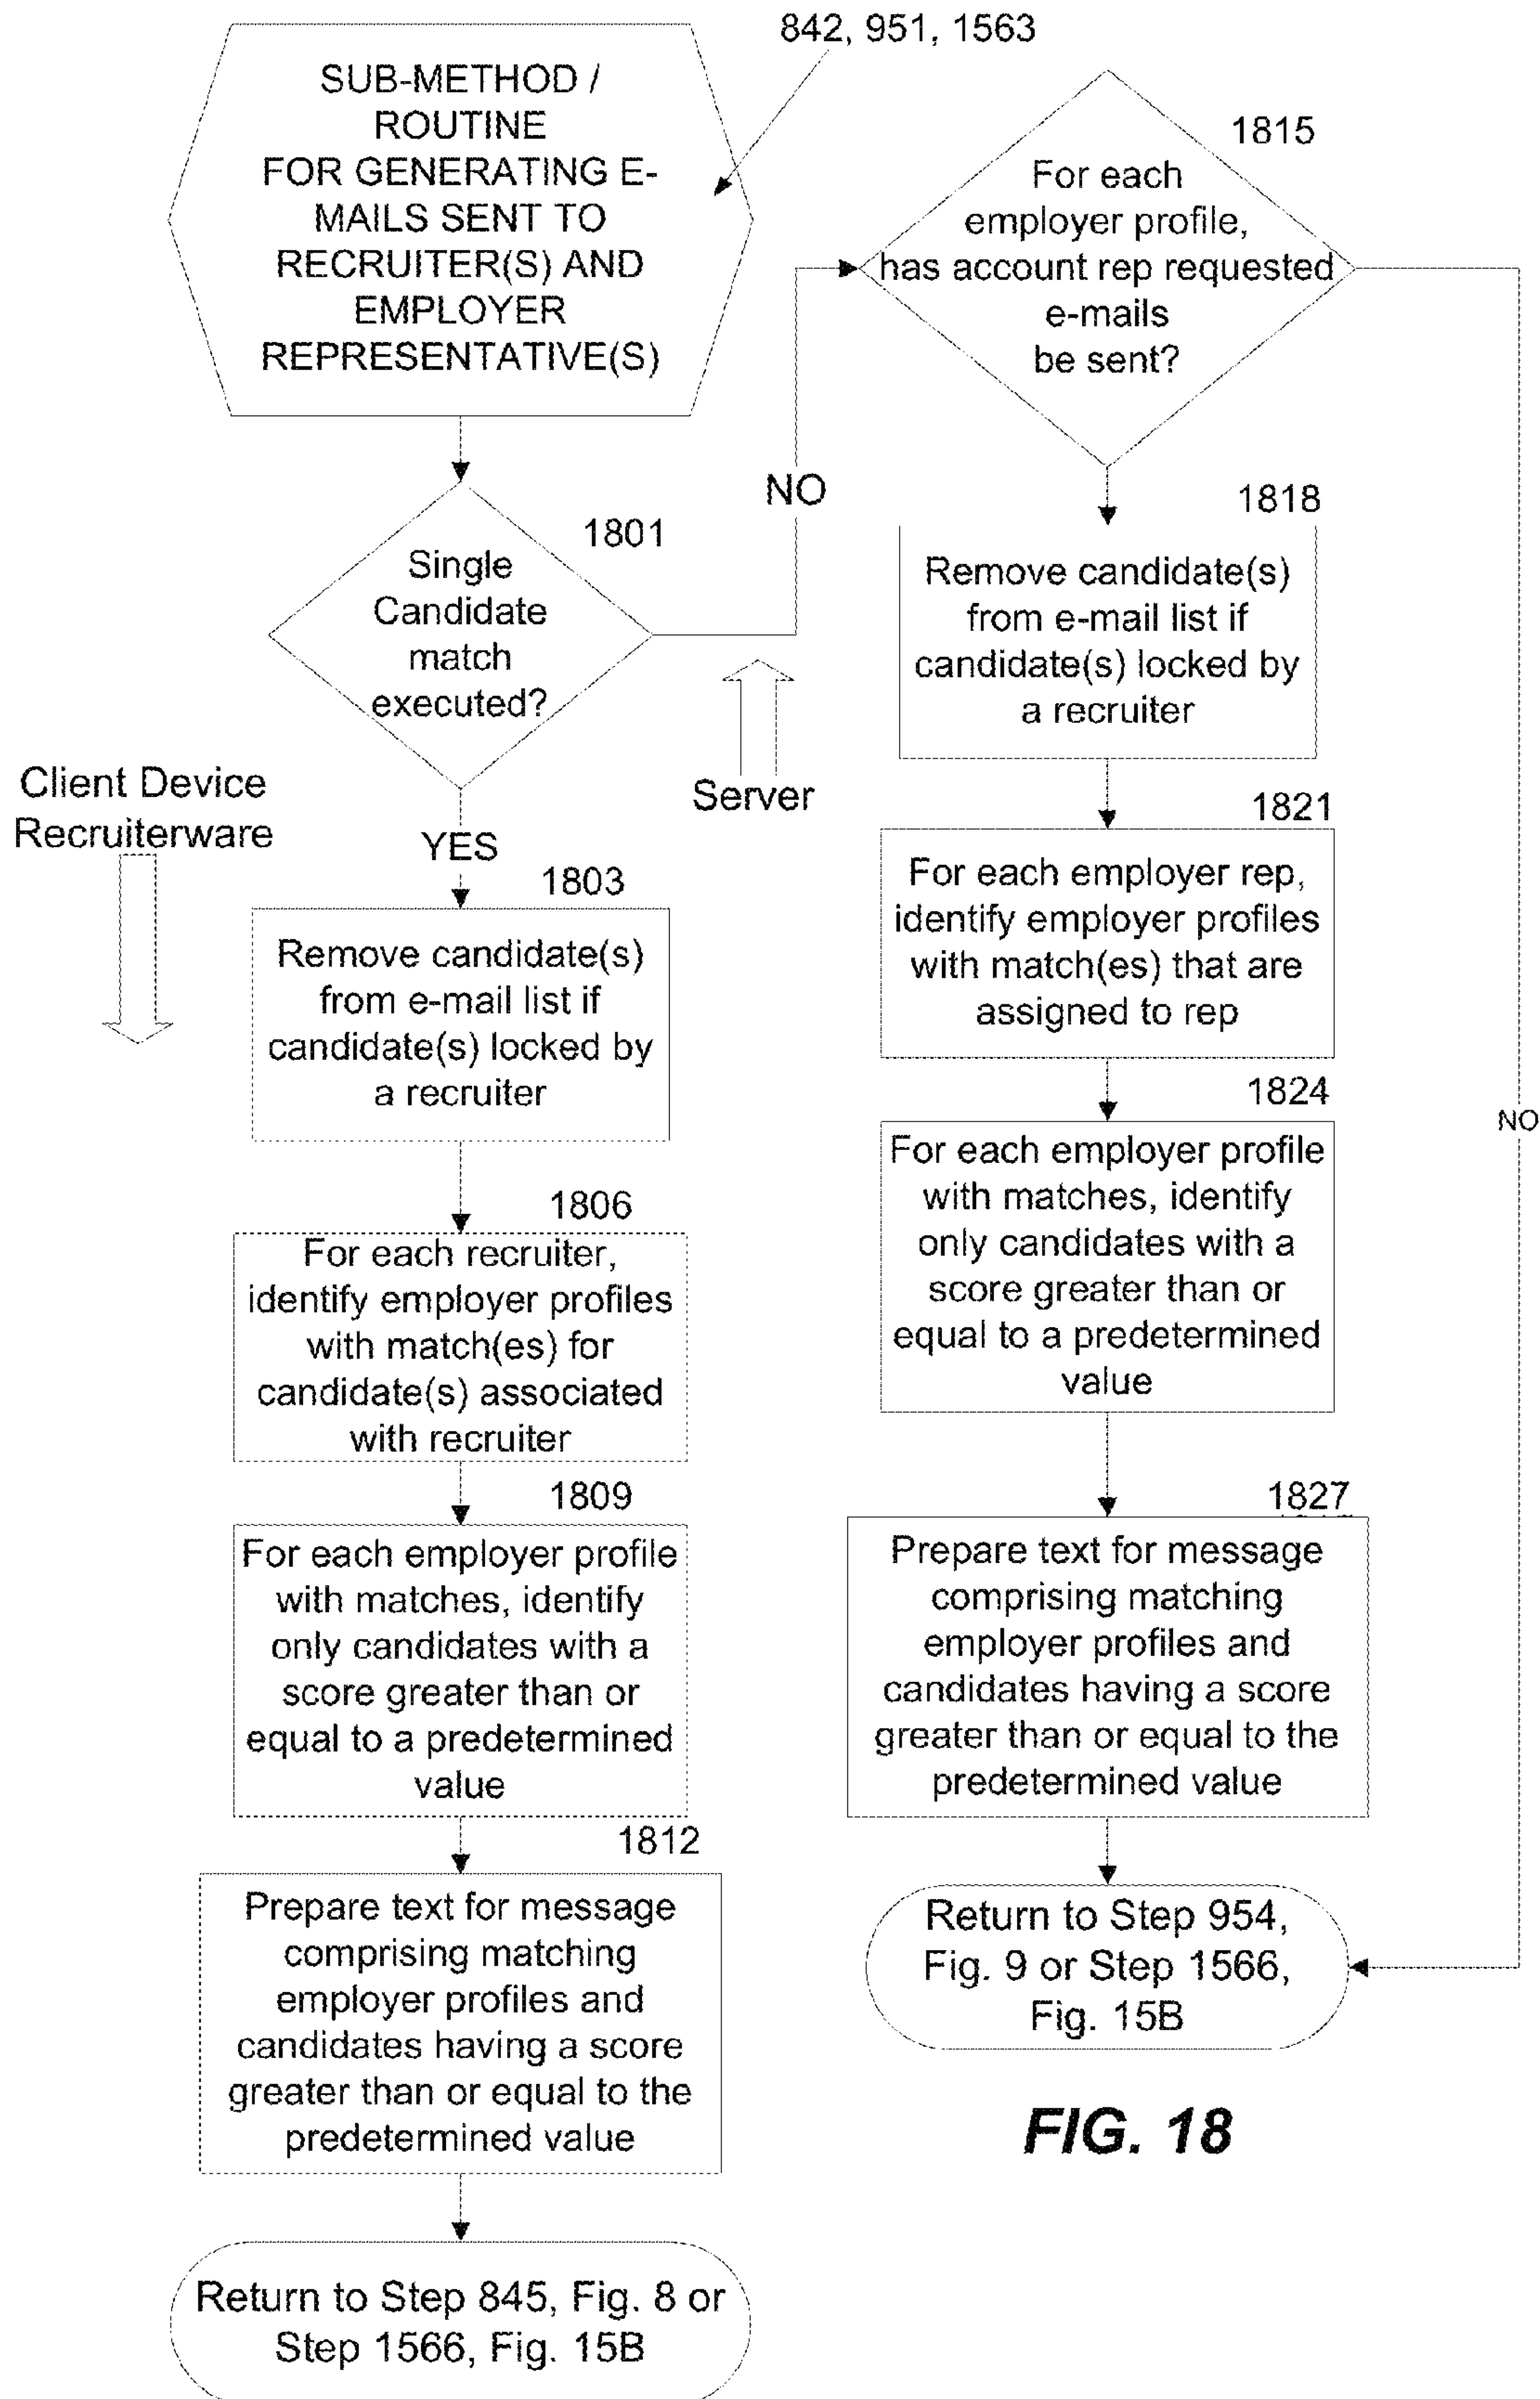 842, 951, 1563
SUB-METHOD /
ROUTINE
FOR GENERATING E-
MAILS SENT TO
RECRUITER(S) AND
EMPLOYER
REPRESENTATIVE(S)
1801
Single
Candidate
match
executed?
NO
Server
Client Device
Recruiterware
YES
1803
Remove candidate(s)
from e-mail list if
candidate(s) locked by
a recruiter
1806
For each recruiter,
identify employer profiles
with match(es) for
candidate(s) associated
with recruiter
1809
For each employer profile
with matches, identify
only candidates with a
score greater than or
equal to a predetermined
value
1812
Prepare text for message
comprising matching
employer profiles and
candidates having a score
greater than or equal to the
predetermined value
Return to Step 845, Fig. 8 or
Step 1566, Fig. 15B
1815
For each
employer profile,
has account rep requested
e-mails
be sent?
1818
Remove candidate(s)
from e-mail list if
candidate(s) locked by
a recruiter
1821
For each employer rep,
identify employer profiles
with match(es) that are
assigned to rep
1824
For each employer profile
with matches, identify
only candidates with a
score greater than or
equal to a predetermined
value
NO
1827
Prepare text for message
comprising matching
employer profiles and
candidates having a score
greater than or equal to the
predetermined value
Return to Step 954,
Fig. 9 or Step 1566,
Fig. 15B
FIG. 18